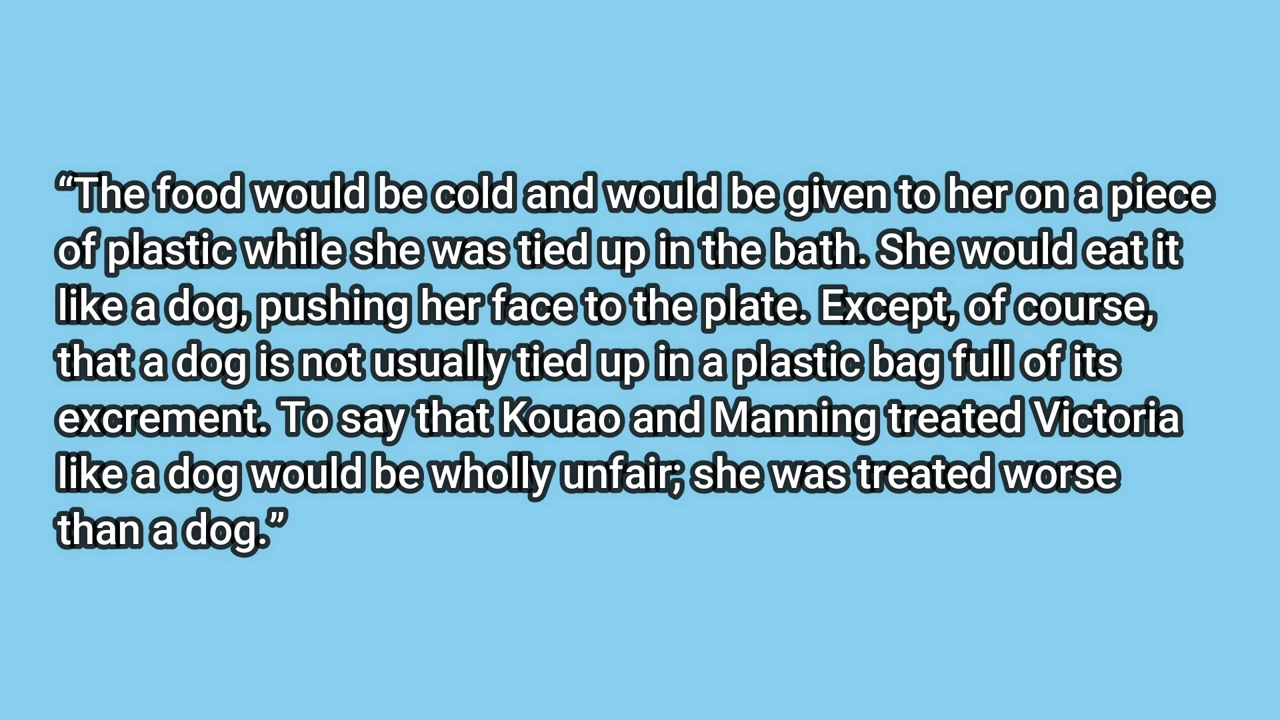 “The food would be cold and would be given to her on a piece
of plastic while she was tied up in the bath. She would eat it
like a dog, pushing her face to the plate. Except, of course,
that a dog is not usually tied up in a plastic bag full of its
excrement. To say that Kouao and Manning treated Victoria
like a dog would be wholly unfair; she was treated worse
than a dog.”